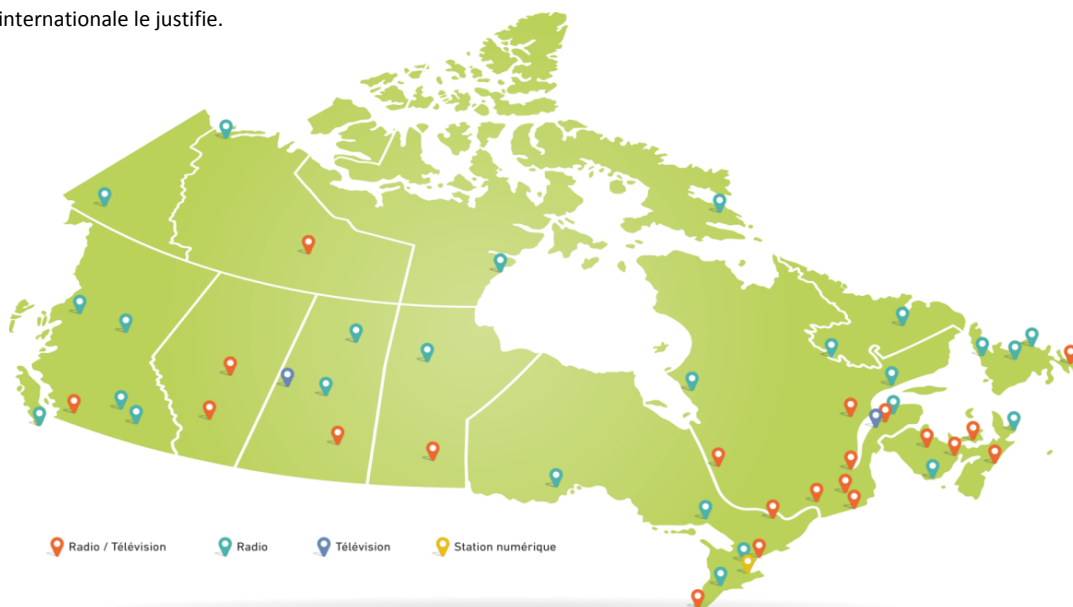 internationale le justifie.
Radio / Télévision Radio Télévision Station numérique